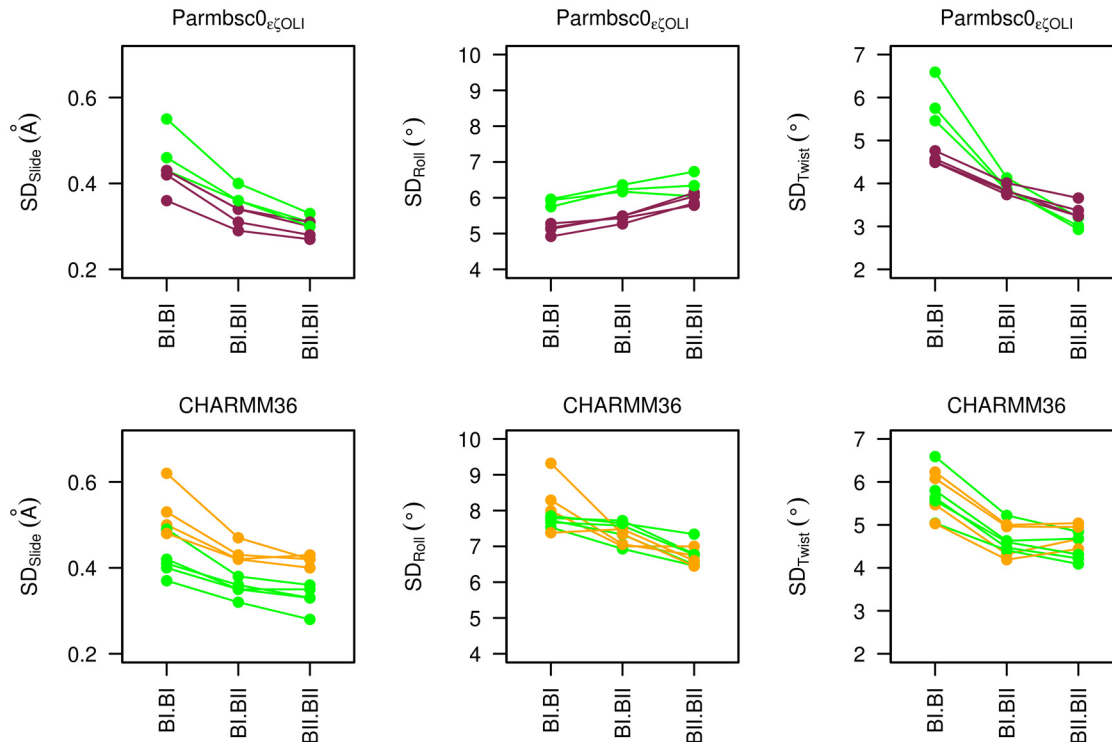 Parmbsc0εζOLI
Parmbsc0εζOLI
Parmbsc0εζOLI
SDSlide (Å)
0.6
0.4
0.2
BI.BI
BI.BII
BII.BII
SDRoll (°)
10
9
8
7
6
5
4
BI.BI
BI.BII
BII.BII
SDTwist (°)
7
6
5
4
3
2
BI.BI
BI.BII
BII.BII
CHARMM36
CHARMM36
CHARMM36
SDSlide (Å)
0.6
0.4
0.2
BI.BI
BI.BII
BII.BII
SDRoll (°)
10
9
8
7
6
5
4
BI.BI
BI.BII
BII.BII
SDTwist (°)
7
6
5
4
3
2
BI.BI
BI.BII
BII.BII